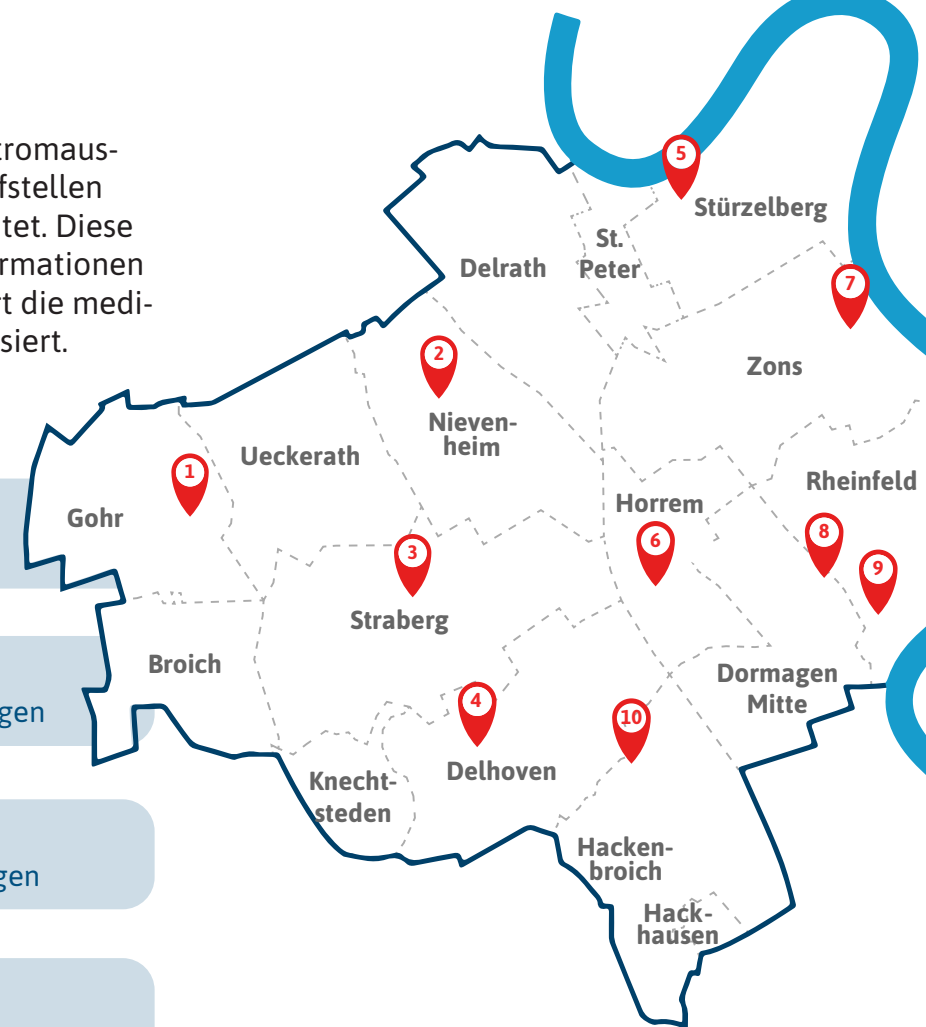 tromaus-
fstellen
tet. Diese
rmationen
t die medi-
siert.
gen
gen
5
Stürzelberg
St.
Peter
Delrath
7
2
Zons
Nieven-
heim
Ueckerath
1
Gohr
Rheinfeld
Horrem
8
6
3
9
Straberg
Broich
Dormagen
Mitte
4
10
Delhoven
Knecht-
steden
Hacken-
broich
Hack-
hausen